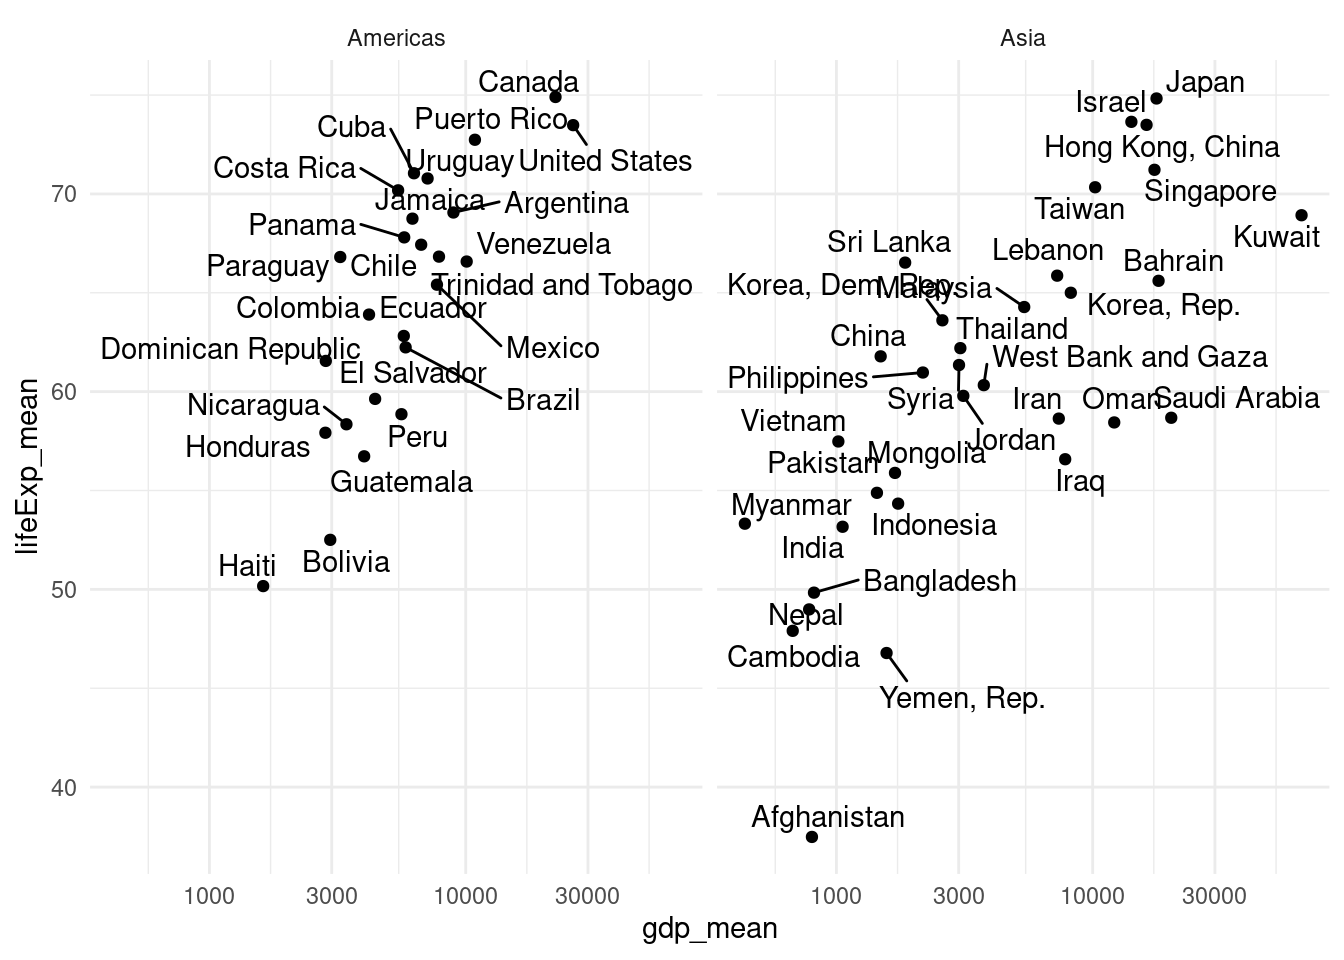 Americas
Asia
Canada
Puerto Rico
Cuba
Uruguay
United States
Costa Rica
Jamaica
Argentina
Panama
Venezuela
Paraguay
Chile
Trinidad and Tobago
Colombia
Ecuador
Dominican Republic
Mexico
El Salvador
Brazil
Nicaragua
Honduras
Peru
Guatemala
Haiti
Bolivia
Japan
Israel
Hong Kong, China
Singapore
Taiwan
Kuwait
Sri Lanka
Lebanon
Bahrain
Korea, Dem. Rep.
Malaysia
Korea, Rep.
China
Thailand
West Bank and Gaza
Philippines
Syria
Iran
Oman
Saudi Arabia
Vietnam
Jordan
Mongolia
Pakistan
Iraq
Myanmar
Indonesia
India
Bangladesh
Nepal
Cambodia
Yemen, Rep.
Afghanistan
70
60
50
40
lifeExp_mean
1000
3000
10000
30000
1000
3000
10000
30000
gdp_mean